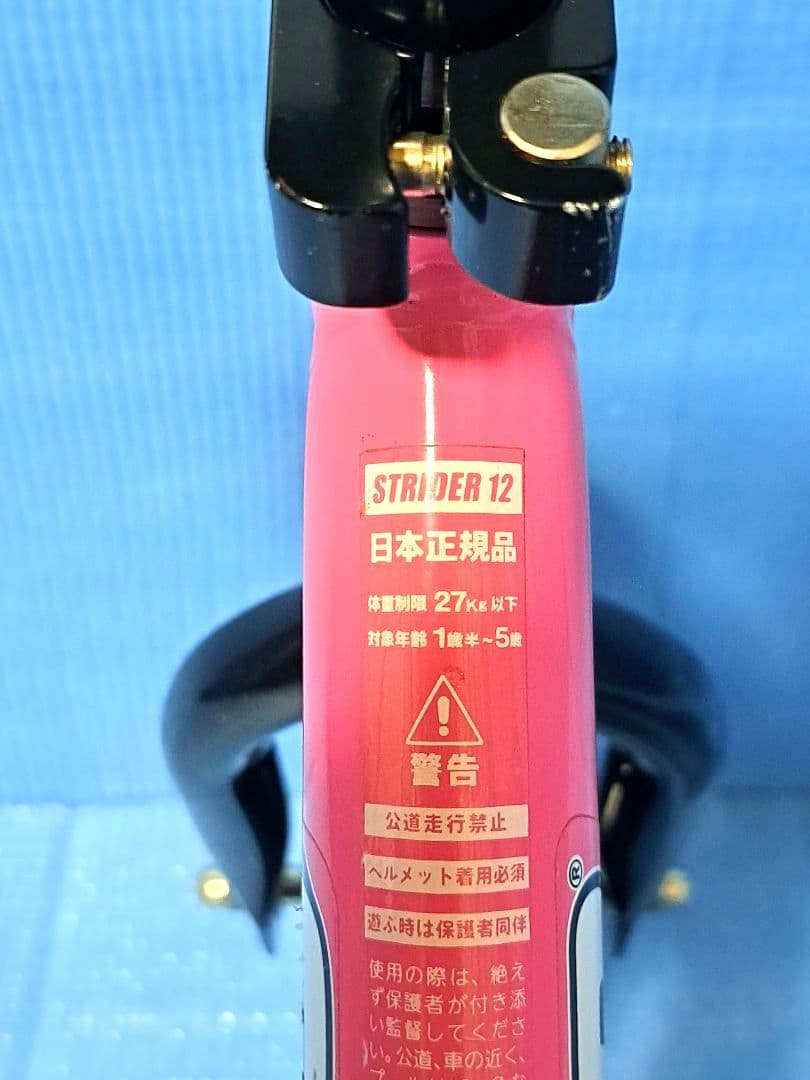 STRIDER 12
日本正規品
体重制限 27Kg 以下
対象年齢 1歳半~5歳
警告
公道走行禁止
ヘルメット着用必須
遊ぶ時は保護者同伴
®
使用の際は、絶え
ず保護者が付き添
い監督してくださ
い。公道、車の近く、